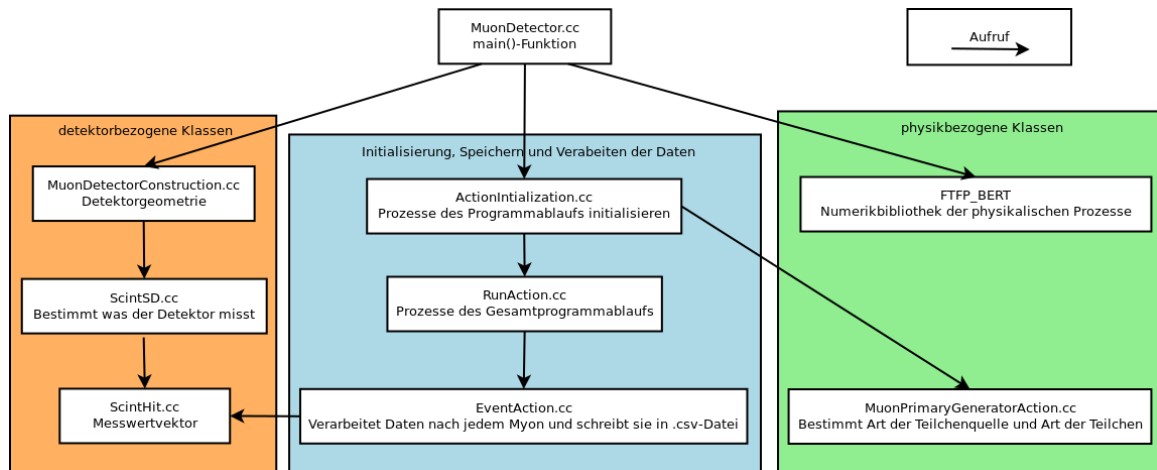 MuonDetector.cc
main()-Funktion
Aufruf
detektorbezogene Klassen
MuonDetectorConstruction.cc
Detektorgeometrie
ScintSD.cc
Bestimmt was der Detektor misst
ScintHit.cc
Messwertvektor
Initialisierung, Speichern und Verabeiten der Daten
ActionIntialization.cc
Prozesse des Programmablaufs initialisieren
RunAction.cc
Prozesse des Gesamtprogrammablaufs
EventAction.cc
Verarbeitet Daten nach jedem Myon und schreibt sie in .csv-Datei
physikbezogene Klassen
FTFP_BERT
Numerikbibliothek der physikalischen Prozesse
MuonPrimaryGeneratorAction.cc
Bestimmt Art der Teilchenquelle und Art der Teilchen